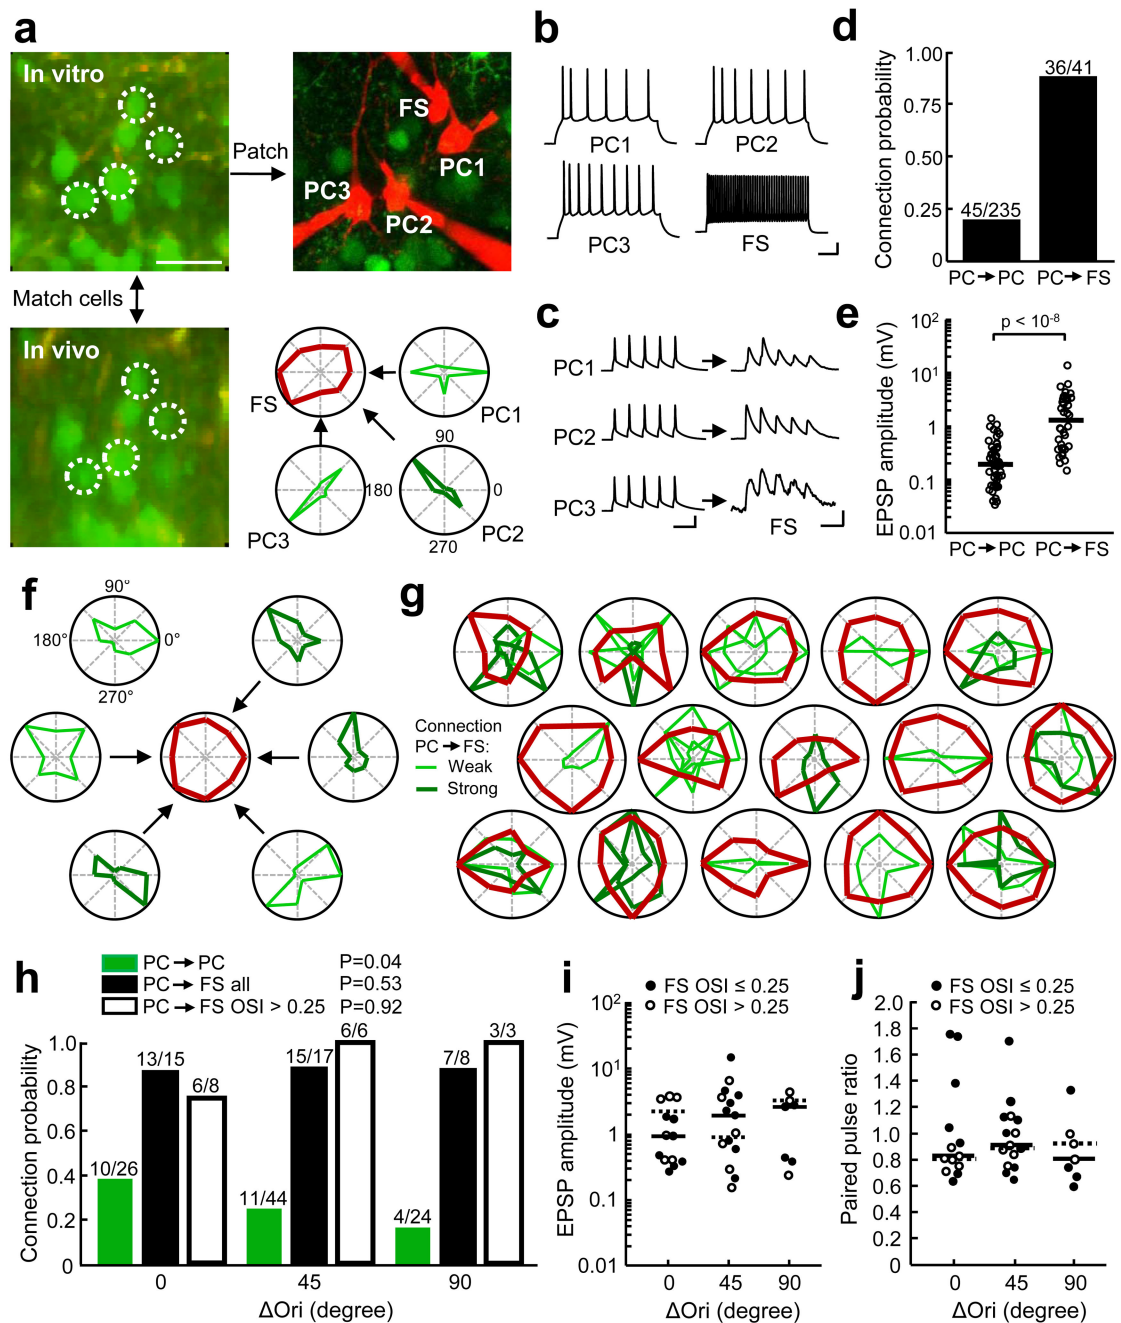 a
In vitro
Patch
FS
PC1
PC3
PC2
Match cells
In vivo
FS
PC1
90
180
0
PC3
PC2
270
b
PC1
PC2
PC3
FS
c
PC1
PC2
PC3
FS
d
Connection probability
1.00
0.75
0.50
0.25
0
45/235
36/41
PC → PC
PC → FS
e
EPSP amplitude (mV)
10²
10
1
0.1
0.01
p < 10⁻⁸
PC → PC
PC → FS
f
90°
180°
0°
270°
g
Connection
PC → FS:
Weak
Strong
h
PC → PC P=0.04
PC → FS all P=0.53
PC → FS OSI > 0.25 P=0.92
Connection probability
1.0
0.8
0.6
0.4
0.2
0
10/26
13/15
6/8
11/44
15/17
6/6
4/24
7/8
3/3
0
45
90
ΔOri (degree)
i
FS OSI ≤ 0.25
FS OSI > 0.25
EPSP amplitude (mV)
10²
10
1
0.1
0.01
0
45
90
ΔOri (degree)
j
FS OSI ≤ 0.25
FS OSI > 0.25
Paired pulse ratio
2.0
1.8
1.6
1.4
1.2
1.0
0.8
0.6
0.4
0.2
0
0
45
90
ΔOri (degree)